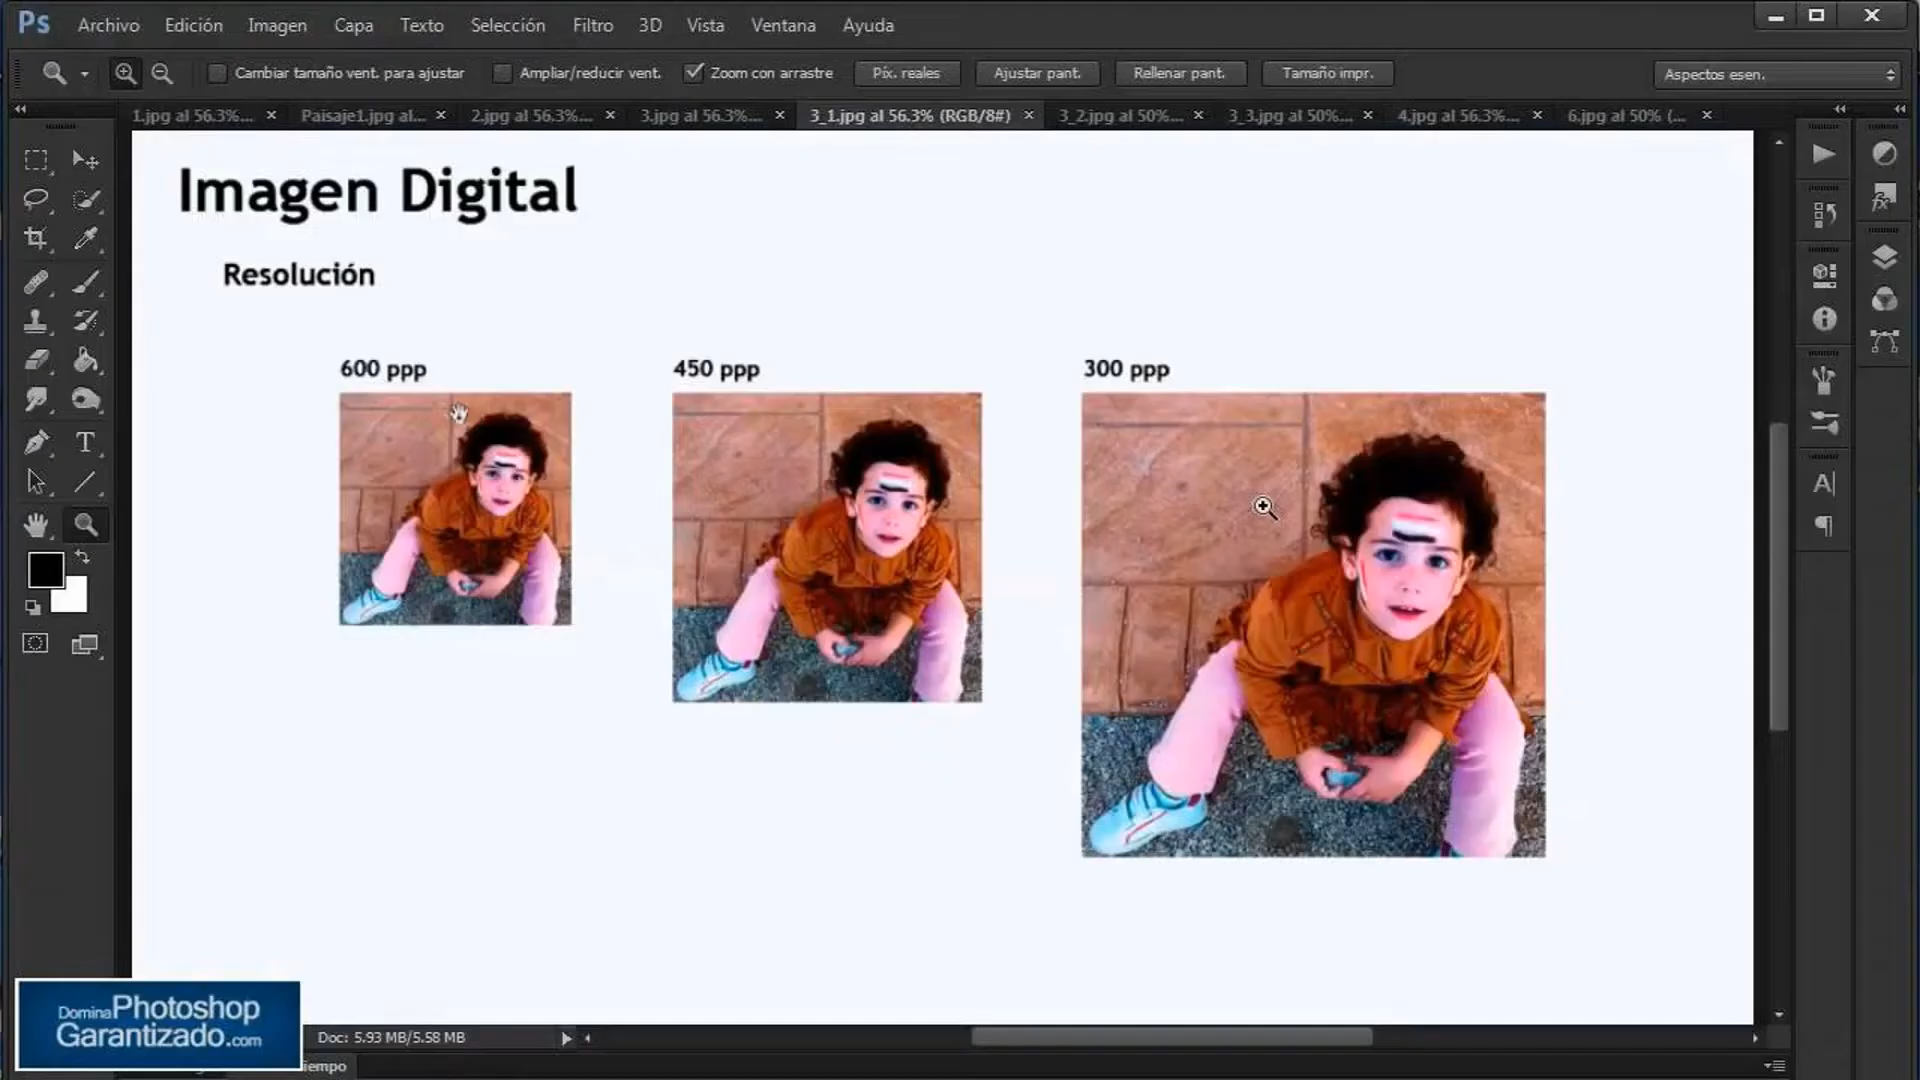 Ps Archivo Edición Imagen Capa Texto Selección Filtro 3D Vista Ventana Ayuda
Cambiar tamaño vent. para ajustar Ampliar/reducir vent. Zoom con arrastre Píx. reales Ajustar pant. Rellenar pant. Tamaño impr. Aspectos esen.
1.jpg al 56.3%... Paisaje1.jpg al... 2.jpg al 56.3%... 3.jpg al 56.3%... 3_1.jpg al 56.3% (RGB/8#) 3_2.jpg al 50%... 3_3.jpg al 50%... 4.jpg al 56.3%... 6.jpg al 50% (...
Imagen Digital
Resolución
600 ppp 450 ppp 300 ppp
Domina Photoshop
Garantizado.com
Doc: 5.93 MB/5.58 MB